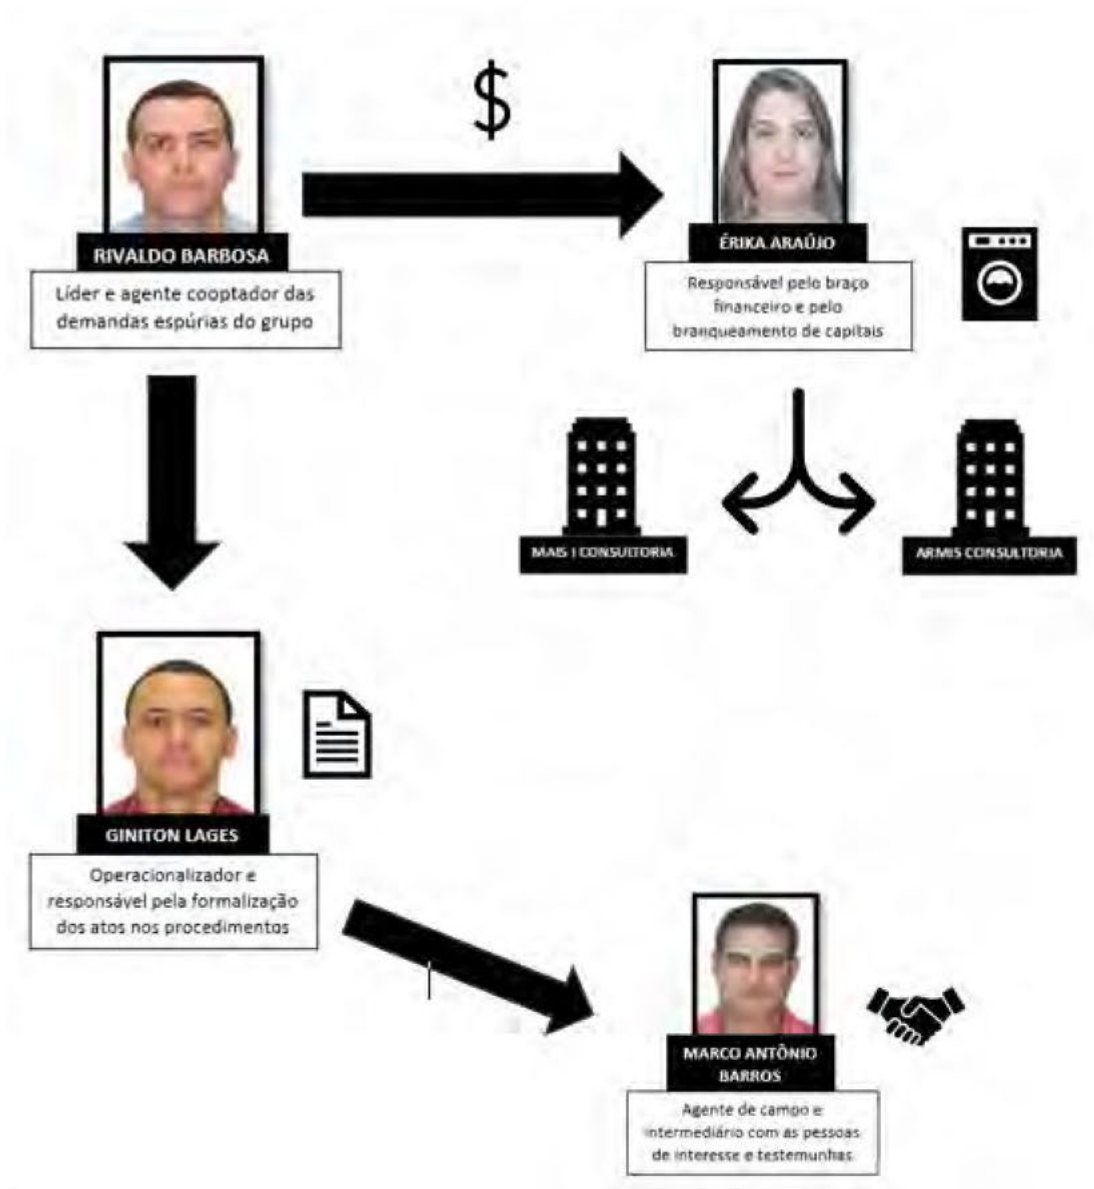 $
RIVALDO BARBOSA
Líder e agente cooptador das
demandas espúrias do grupo
ÉRIKA ARAÚJO
Responsável pelo braço
financeiro e pelo
branqueamento de capitais
MAIS I CONSULTORIA
ARMIS CONSULTORIA
GINITON LAGES
Operacionalizador e
responsável pela formalização
dos atos nos procedimentos
MARCO ANTÔNIO
BARROS
Agente de campo e
intermediário com as pessoas
de interesse e testemunhas